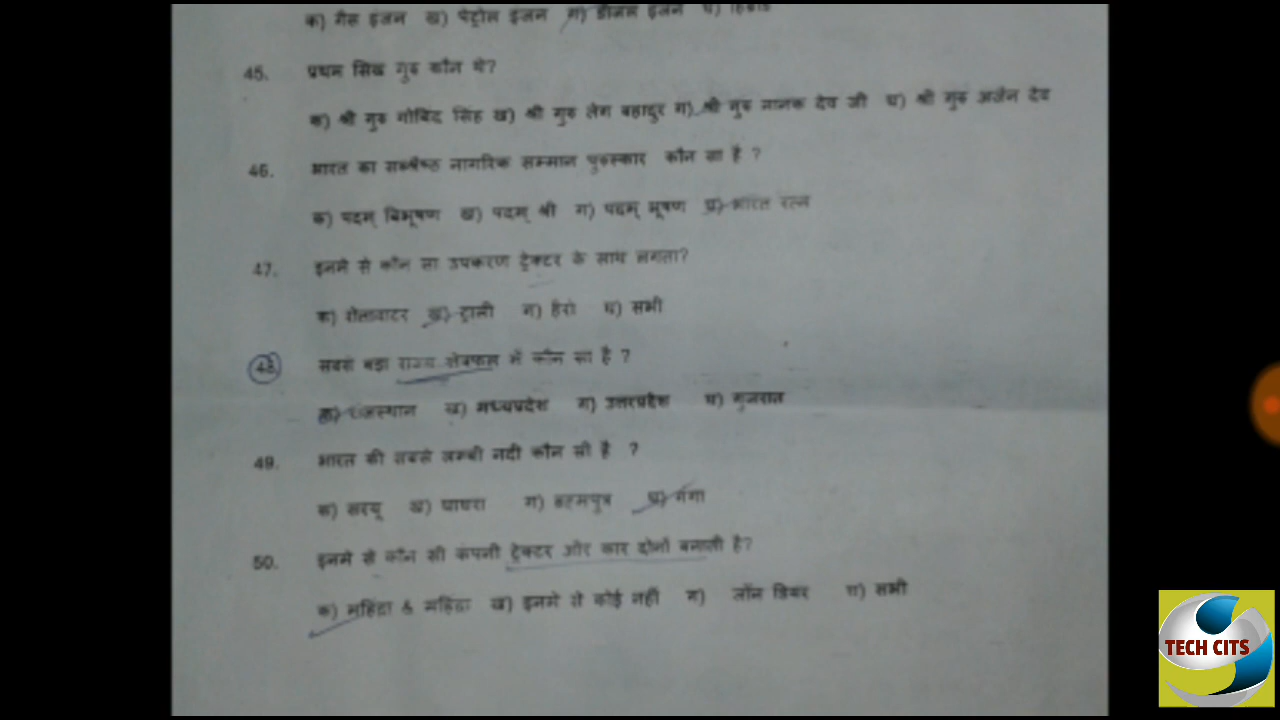 क) गैस इंजन ख) पेट्रोल इंजन ग) डीजल इंजन घ)
45. प्रथम सिख गुरु कौन थे?
क) श्री गुरु गोबिंद सिंह ख) श्री गुरु तेग बहादुर ग) श्री गुरु नानक देव जी घ) श्री गुरु अर्जन देव
46. भारत का सर्वश्रेष्ठ नागरिक सम्मान पुरुस्कार कौन सा है ?
क) पदम् विभूषण ख) पदम् श्री ग) पदम् भूषण घ) भारत रत्न
47. इनमे से कौन सा उपकरण ट्रेक्टर के साथ लगता?
क) रोतावाटर ख) ट्राली ग) हैरो घ) सभी
48. सबसे बड़ा राज्य क्षेत्रफल में कौन सा है ?
क) राजस्थान ख) मध्यप्रदेश ग) उत्तरप्रदेश घ) गुजरात
49. भारत की सबसे लम्बी नदी कौन सी है ?
क) सरयू ख) घाघरा ग) ब्रहमपुत्र घ) गंगा
50. इनमे से कौन सी कंपनी ट्रेक्टर और कार दोनों बनाती है?
क) महिंद्रा & महिंद्रा ख) इनमे से कोई नहीं ग) जॉन डियर घ) सभी
TECH CITS